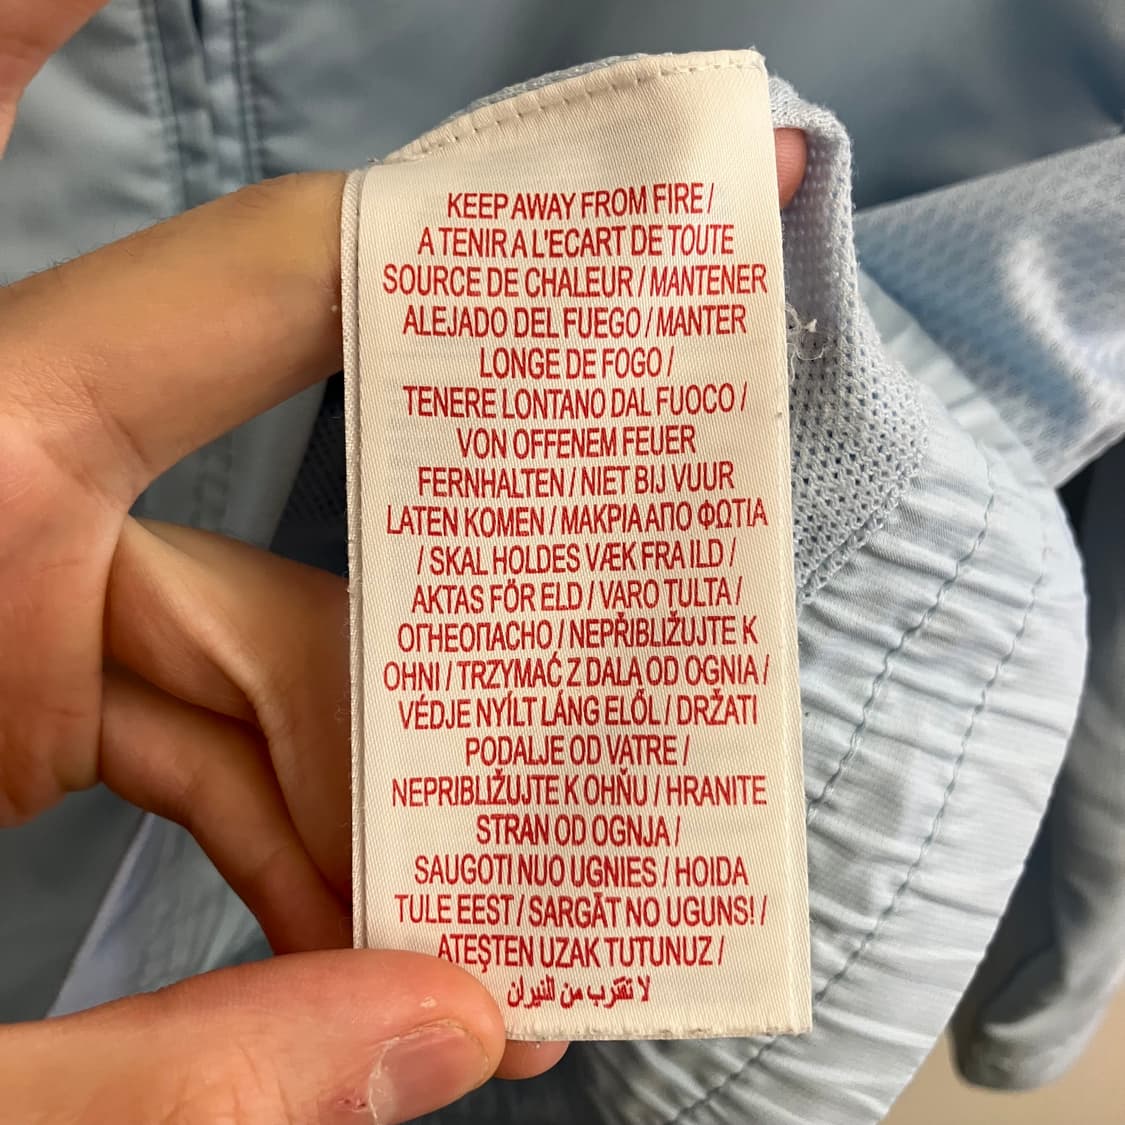 KEEP AWAY FROM FIRE /
A TENIR A L'ECART DE TOUTE
SOURCE DE CHALEUR / MANTENER
ALEJADO DEL FUEGO / MANTER
LONGE DE FOGO /
TENERE LONTANO DAL FUOCO /
VON OFFENEM FEUER
FERNHALTEN / NIET BIJ VUUR
LATEN KOMEN / ΜΑΚΡΙΑ ΑΠΟ ΦΩΤΙΑ
/ SKAL HOLDES VÆK FRA ILD /
AKTAS FÖR ELD / VARO TULTA /
ОГНЕОПАСНО / NEPŘIBLIŽUJTE K
OHNI / TRZYMAĆ Z DALA OD OGNIA /
VÉDJE NYÍLT LÁNG ELŐL / DRŽATI
PODALJE OD VATRE /
NEPRIBLIŽUJTE K OHŇU / HRANITE
STRAN OD OGNJA /
SAUGOTI NUO UGNIES / HOIDA
TULE EEST / SARGĀT NO UGUNS! /
ATEŞTEN UZAK TUTUNUZ /
لا تقترب من للنيرلن